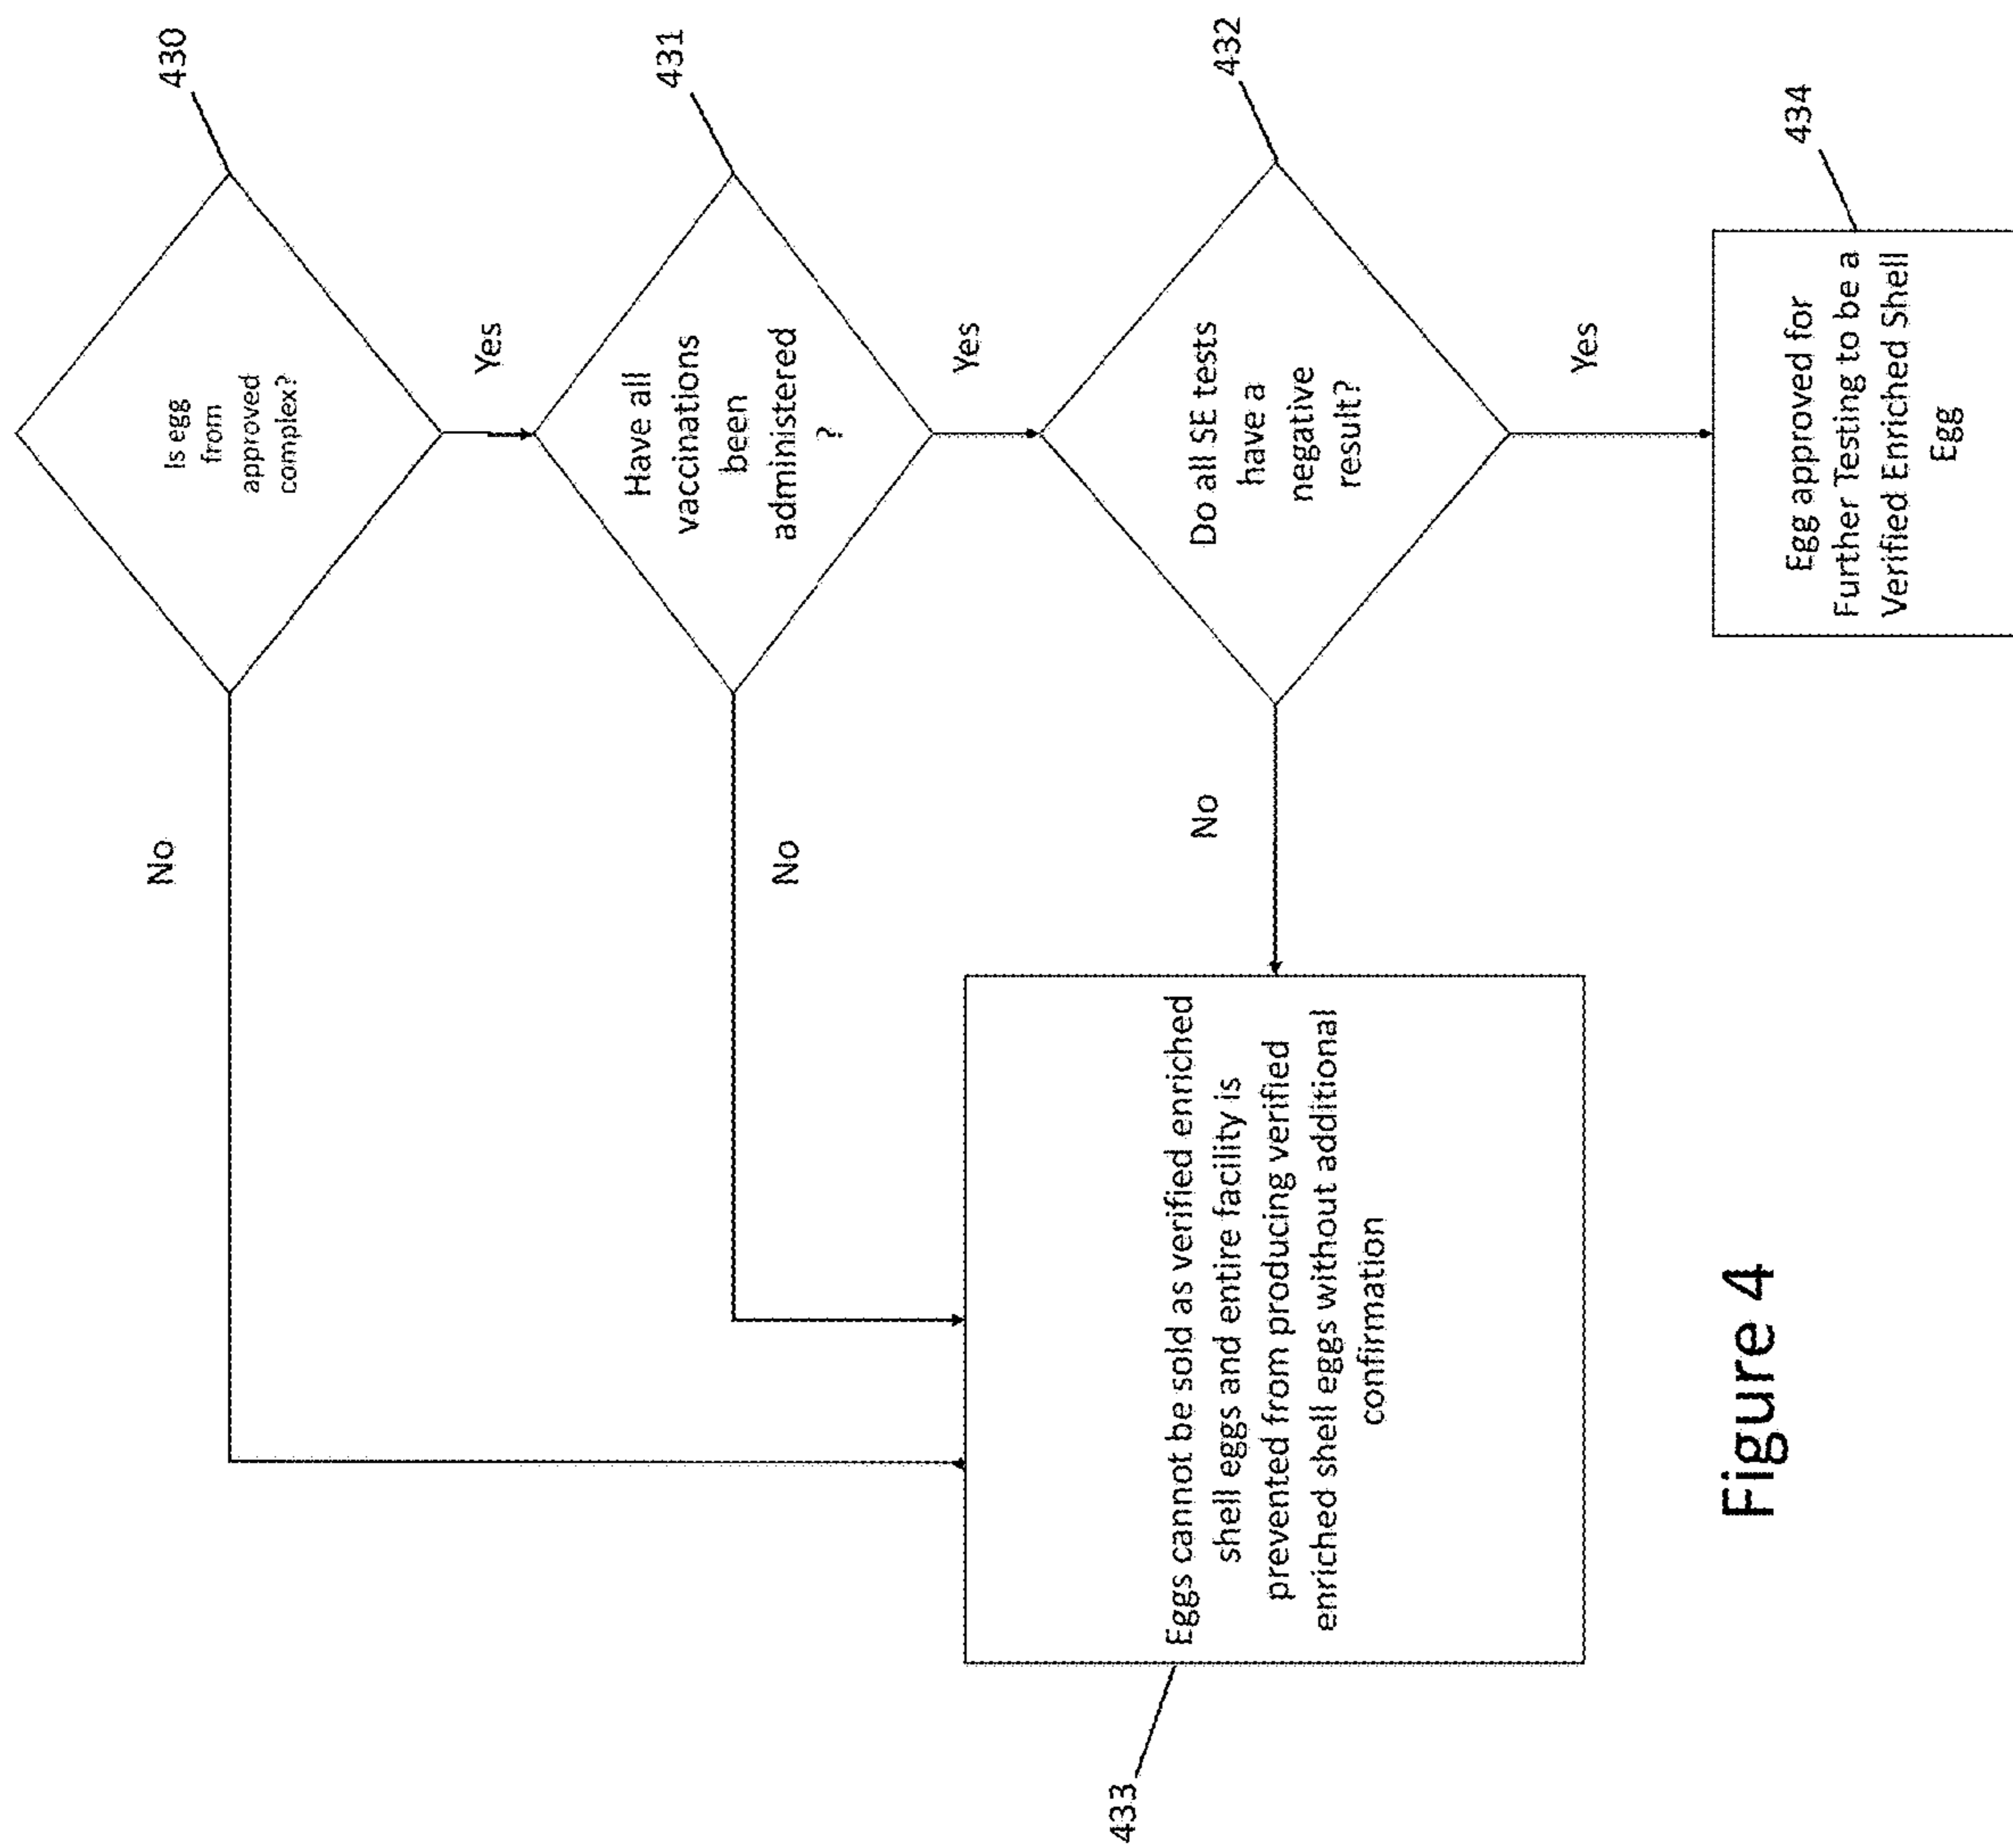 430
Is egg
from
approved
complex?
No
Yes
431
Have all
vaccinations
been
administered
?
No
Yes
432
Do all SE tests
have a
negative
result?
No
Yes
433
Eggs cannot be sold as verified enriched
shell eggs and entire facility is
prevented from producing verified
enriched shell eggs without additional
confirmation
434
Egg approved for
Further Testing to be a
Verified Enriched Shell
Egg
Figure 4